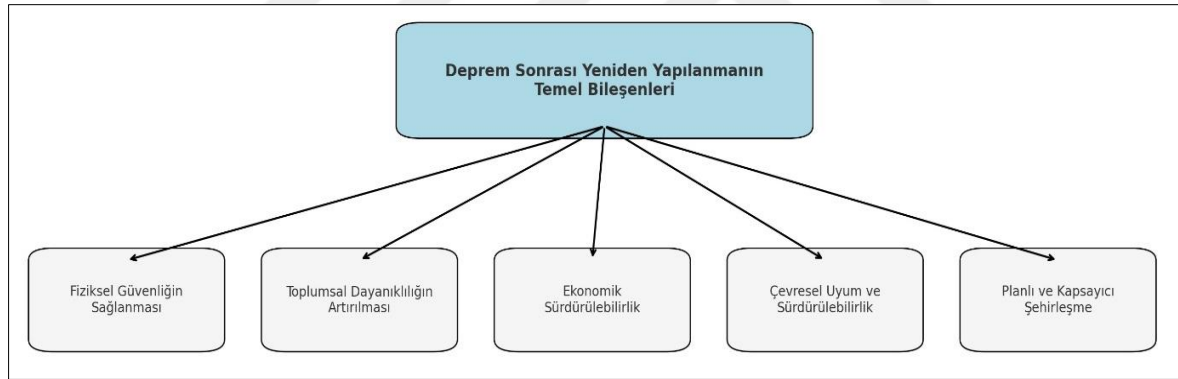 Deprem Sonrası Yeniden Yapılanmanın
Temel Bileşenleri
Fiziksel Güvenliğin
Sağlanması
Toplumsal Dayanıklılığın
Artırılması
Ekonomik
Sürdürülebilirlik
Çevresel Uyum ve
Sürdürülebilirlik
Planlı ve Kapsayıcı
Şehirleşme